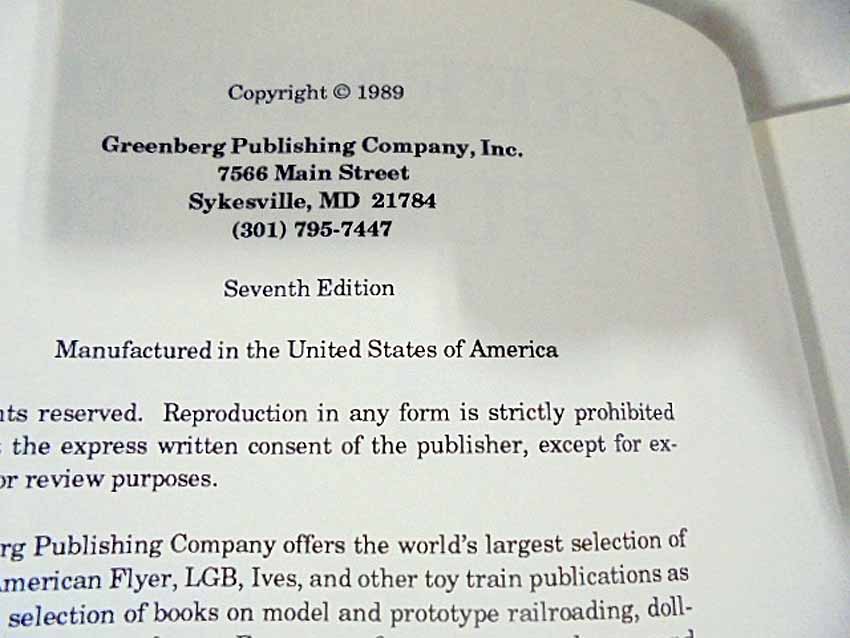 Copyright © 1989
Greenberg Publishing Company, Inc.
7566 Main Street
Sykesville, MD 21784
(301) 795-7447
Seventh Edition
Manufactured in the United States of America
reserved. Reproduction in any form is strictly prohibited
the express written consent of the publisher, except for ex-
or review purposes.
Publishing Company offers the world's largest selection of
American Flyer, LGB, Ives, and other toy train publications as
selection of books on model and prototype railroading, doll-